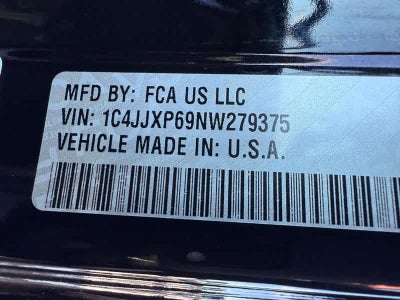 MFD BY: FCA US LLC
VIN: 1C4JJXP69NW279375
VEHICLE MADE IN: U.S.A.